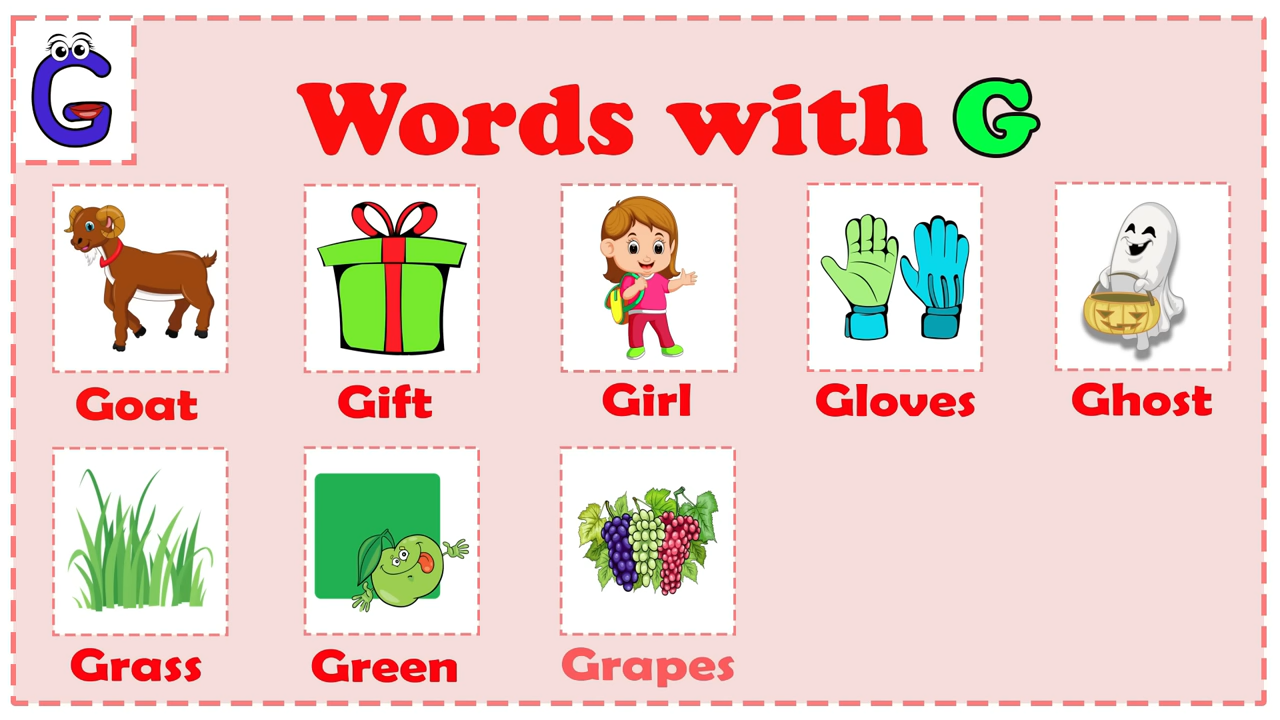 G
Words with G
Goat
Gift
Girl
Gloves
Ghost
Grass
Green
Grapes